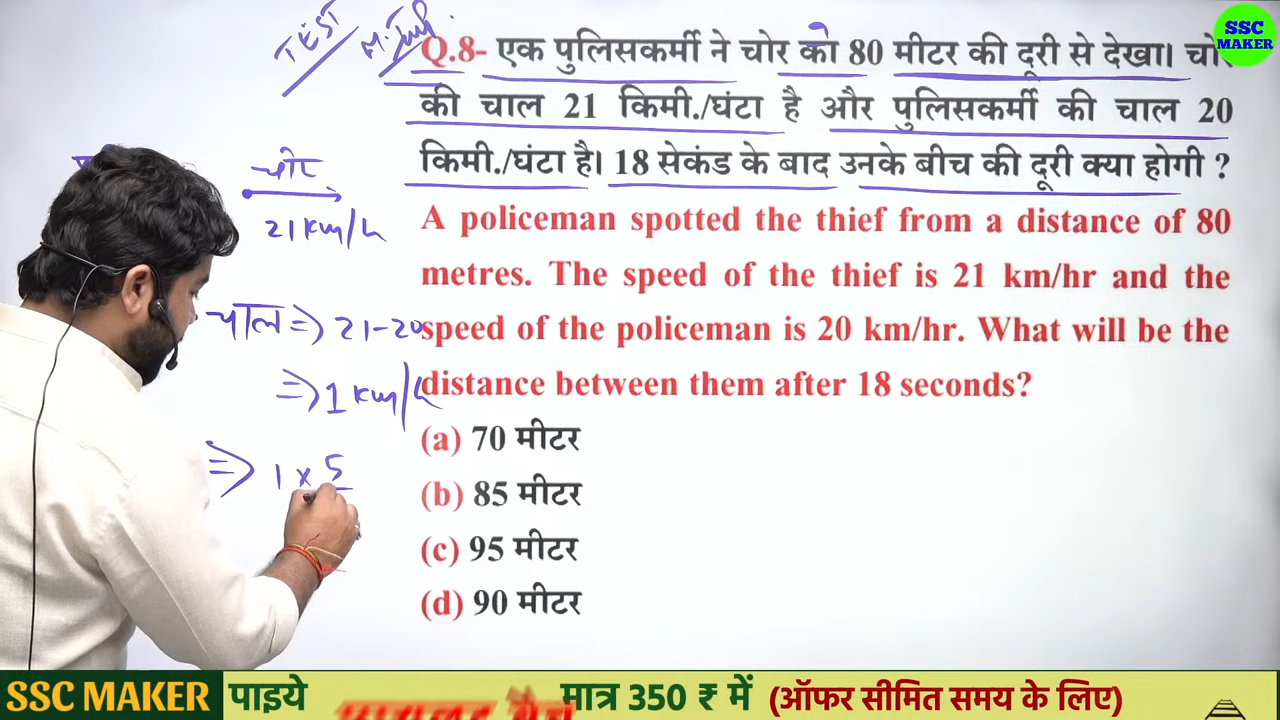 TEST
SSC MAKER
Q.8- एक पुलिसकर्मी ने चोर को 80 मीटर की दूरी से देखा। चोर
की चाल 21 किमी./घंटा है और पुलिसकर्मी की चाल 20
किमी./घंटा है। 18 सेकंड के बाद उनके बीच की दूरी क्या होगी ?
चोर
21 km/h
A policeman spotted the thief from a distance of 80
metres. The speed of the thief is 21 km/hr and the
चाल => 21-20
speed of the policeman is 20 km/hr. What will be the
=> 1 km/h
distance between them after 18 seconds?
(a) 70 मीटर
=> 1 x 5
(b) 85 मीटर
(c) 95 मीटर
(d) 90 मीटर
SSC MAKER पाइये मात्र 350 ₹ में (ऑफर सीमित समय के लिए)